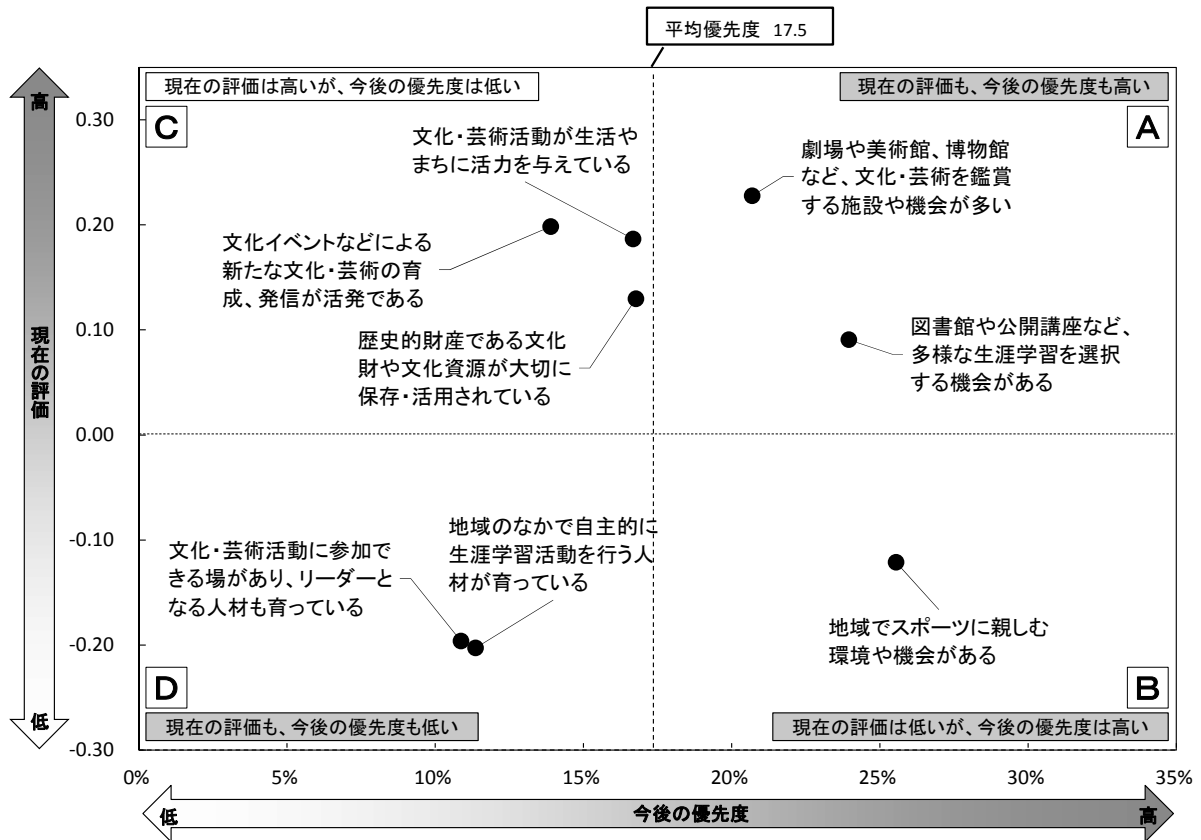 平均優先度 17.5
高
現在の評価は高いが、今後の優先度は低い
現在の評価も、今後の優先度も高い
C
A
文化・芸術活動が生活や
まちに活力を与えている
劇場や美術館、博物館
など、文化・芸術を鑑賞
する施設や機会が多い
文化イベントなどによる
新たな文化・芸術の育
成、発信が活発である
歴史的財産である文化
財や文化資源が大切に
保存・活用されている
図書館や公開講座など、
多様な生涯学習を選択
する機会がある
現在の評価
0.30
0.20
0.10
0.00
-0.10
-0.20
-0.30
地域のなかで自主的に
生涯学習活動を行う人
材が育っている
文化・芸術活動に参加で
きる場があり、リーダーと
なる人材も育っている
地域でスポーツに親しむ
環境や機会がある
D
B
現在の評価も、今後の優先度も低い
現在の評価は低いが、今後の優先度は高い
低
0%
5%
10%
15%
20%
25%
30%
35%
低
今後の優先度
高